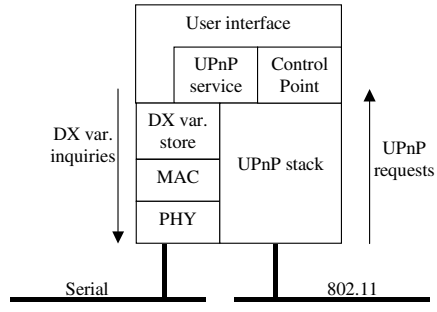 User interface
UPnP
service
Control
Point
DX var.
inquiries
DX var.
store
MAC
PHY
UPnP stack
UPnP
requests
Serial
802.11